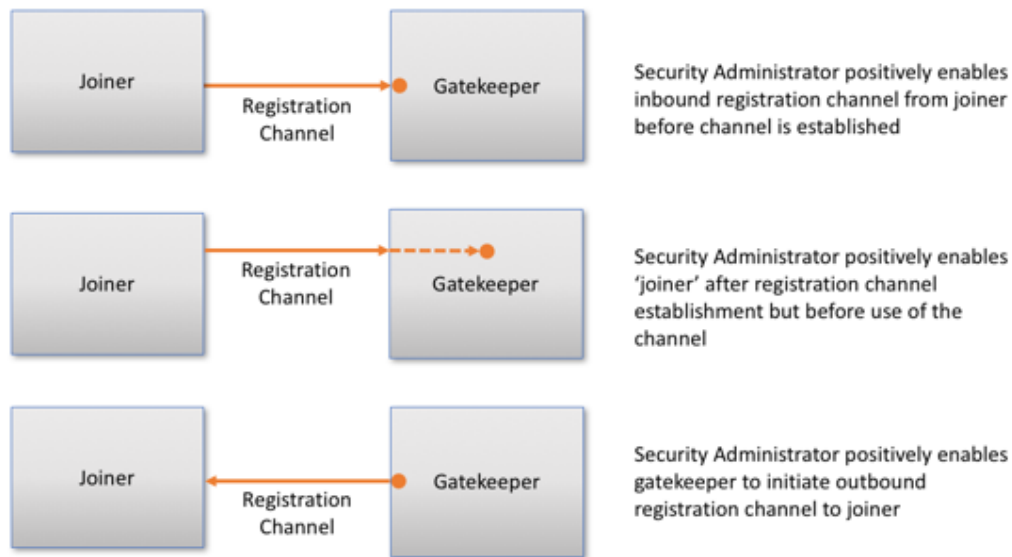 Joiner
Registration
Channel
Gatekeeper
Security Administrator positively enables
inbound registration channel from joiner
before channel is established
Joiner
Registration
Channel
Gatekeeper
Security Administrator positively enables
‘joiner’ after registration channel
establishment but before use of the
channel
Joiner
Registration
Channel
Gatekeeper
Security Administrator positively enables
gatekeeper to initiate outbound
registration channel to joiner